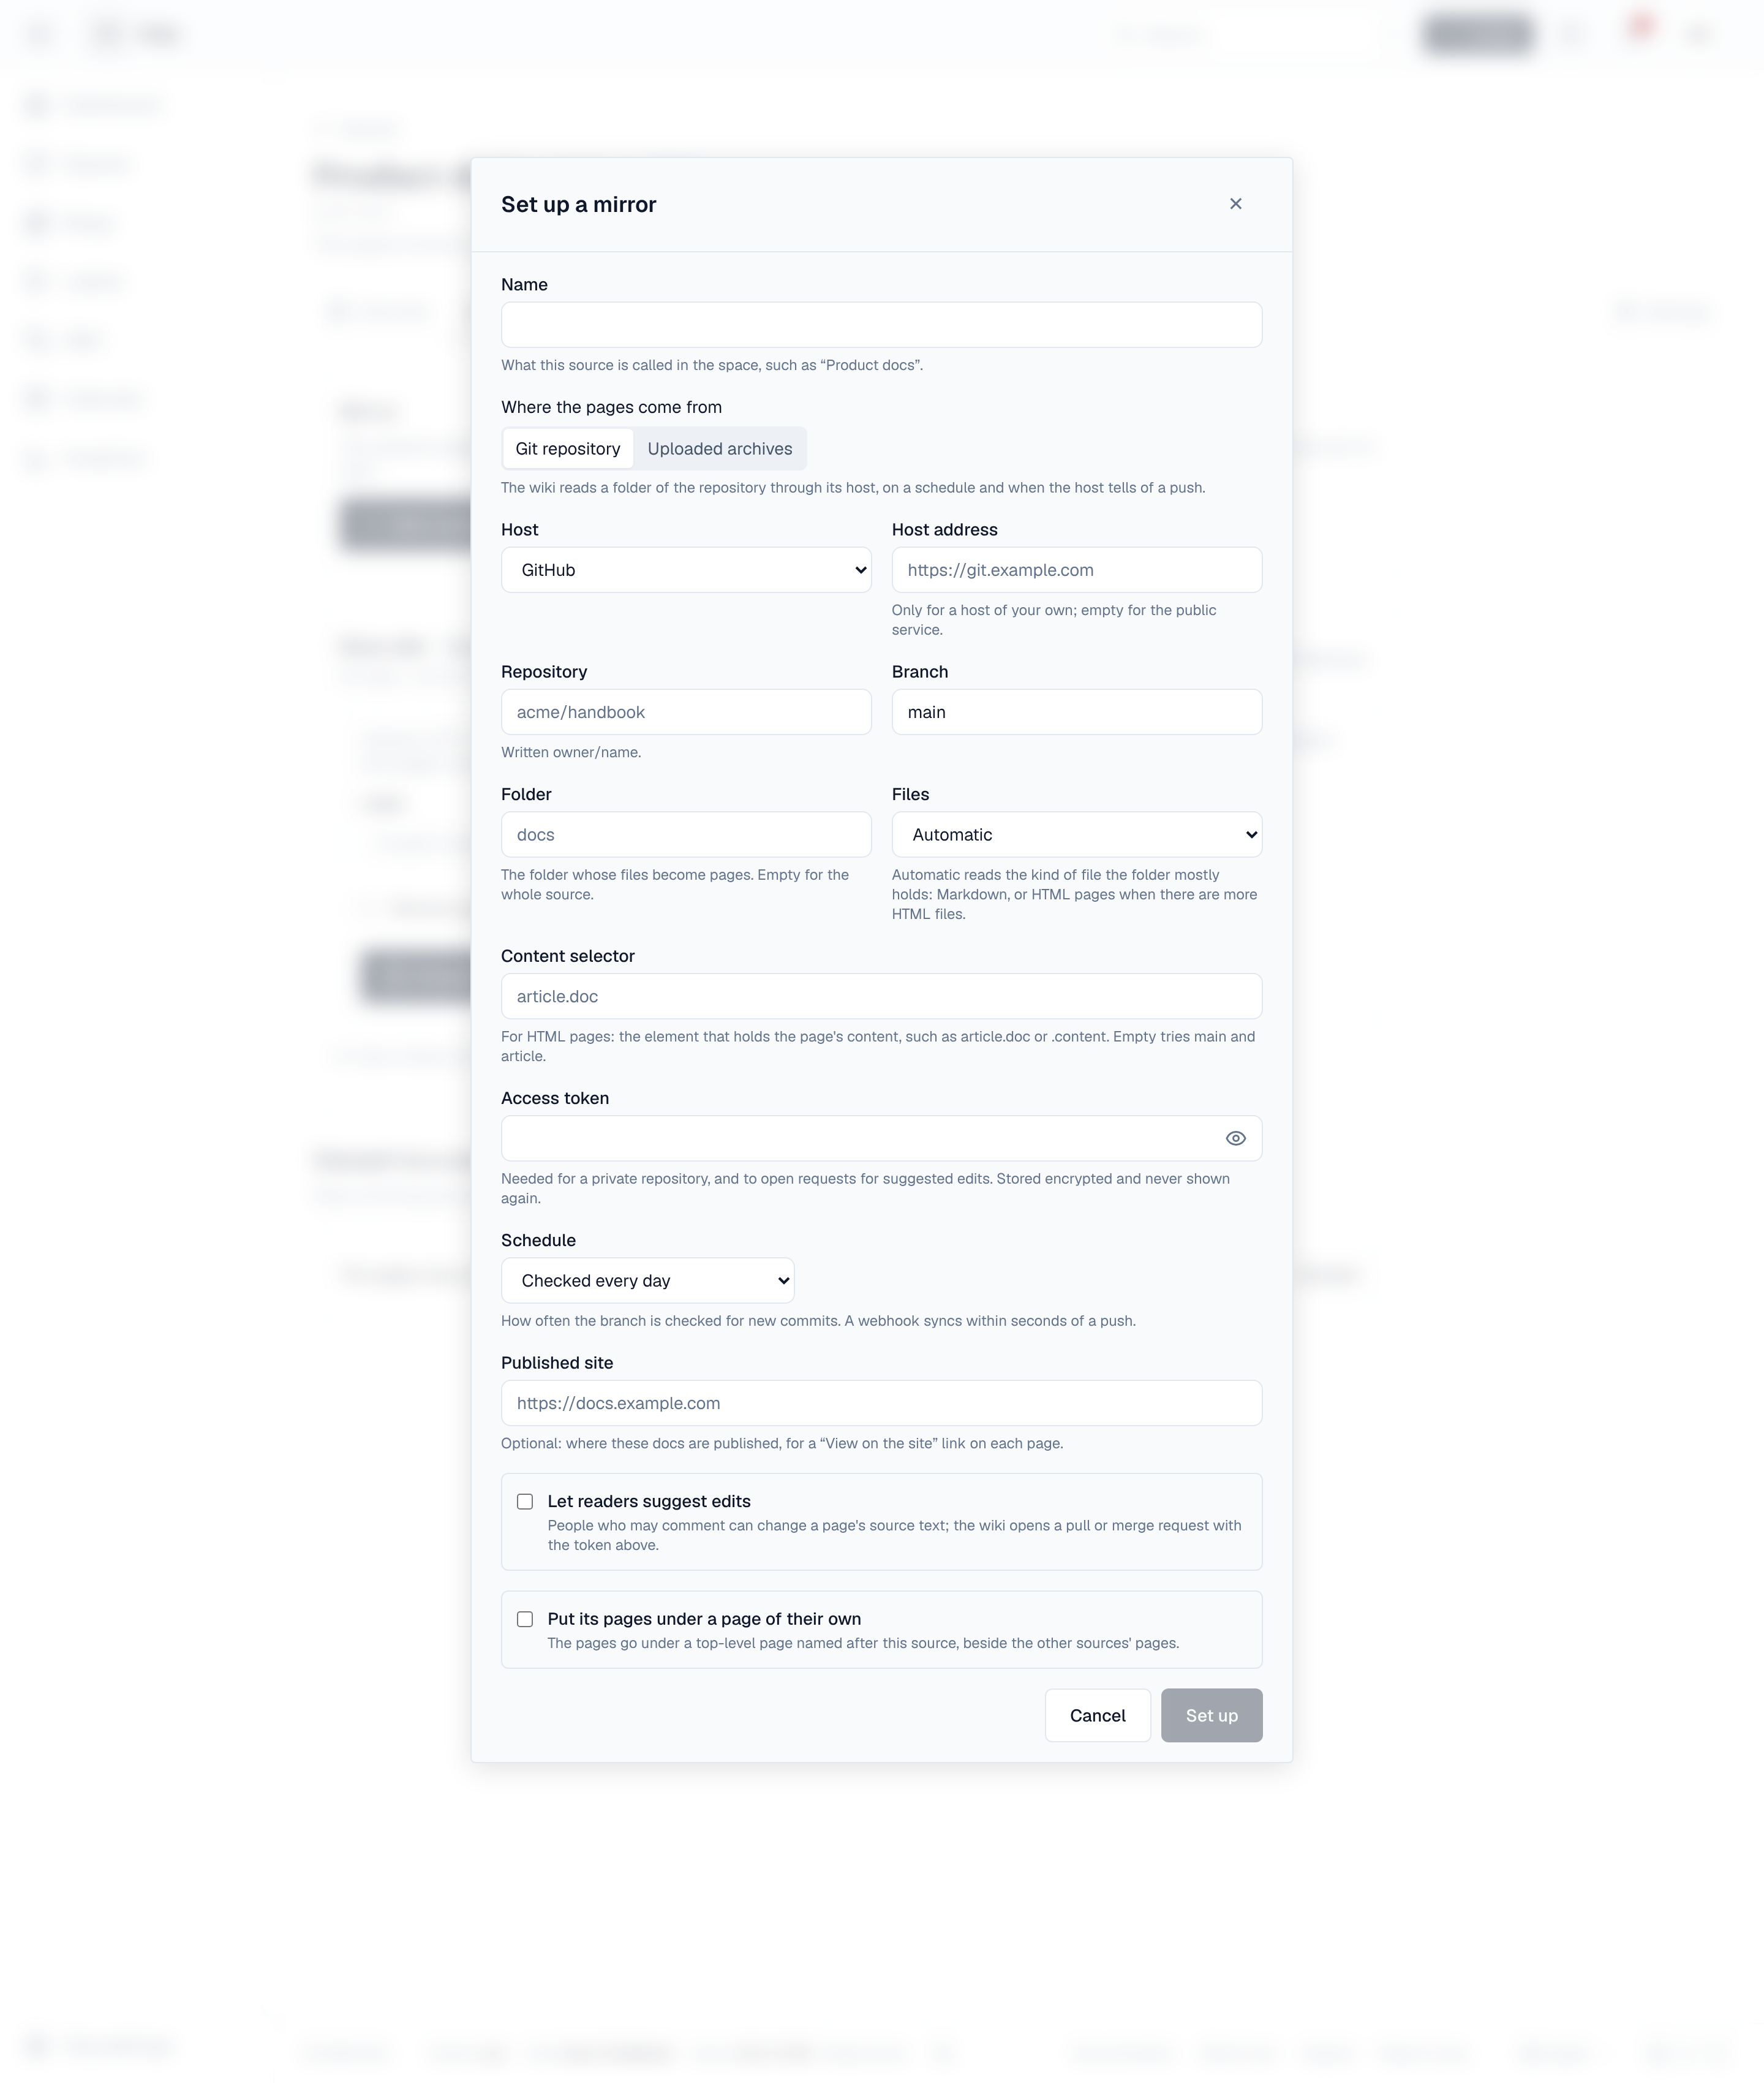 Set up a mirror
Name
What this source is called in the space, such as “Product docs”.
Where the pages come from
Git repository
Uploaded archives
The wiki reads a folder of the repository through its host, on a schedule and when the host tells of a push.
Host
Host address
GitHub
https://git.example.com
Only for a host of your own; empty for the public
service.
Repository
Branch
acme/handbook
main
Written owner/name.
Folder
Files
docs
Automatic
The folder whose files become pages. Empty for the
whole source.
Automatic reads the kind of file the folder mostly
holds: Markdown, or HTML pages when there are more
HTML files.
Content selector
article.doc
For HTML pages: the element that holds the page's content, such as article.doc or .content. Empty tries main and
article.
Access token
Needed for a private repository, and to open requests for suggested edits. Stored encrypted and never shown
again.
Schedule
Checked every day
How often the branch is checked for new commits. A webhook syncs within seconds of a push.
Published site
https://docs.example.com
Optional: where these docs are published, for a “View on the site” link on each page.
Let readers suggest edits
People who may comment can change a page's source text; the wiki opens a pull or merge request with
the token above.
Put its pages under a page of their own
The pages go under a top-level page named after this source, beside the other sources' pages.
Cancel
Set up